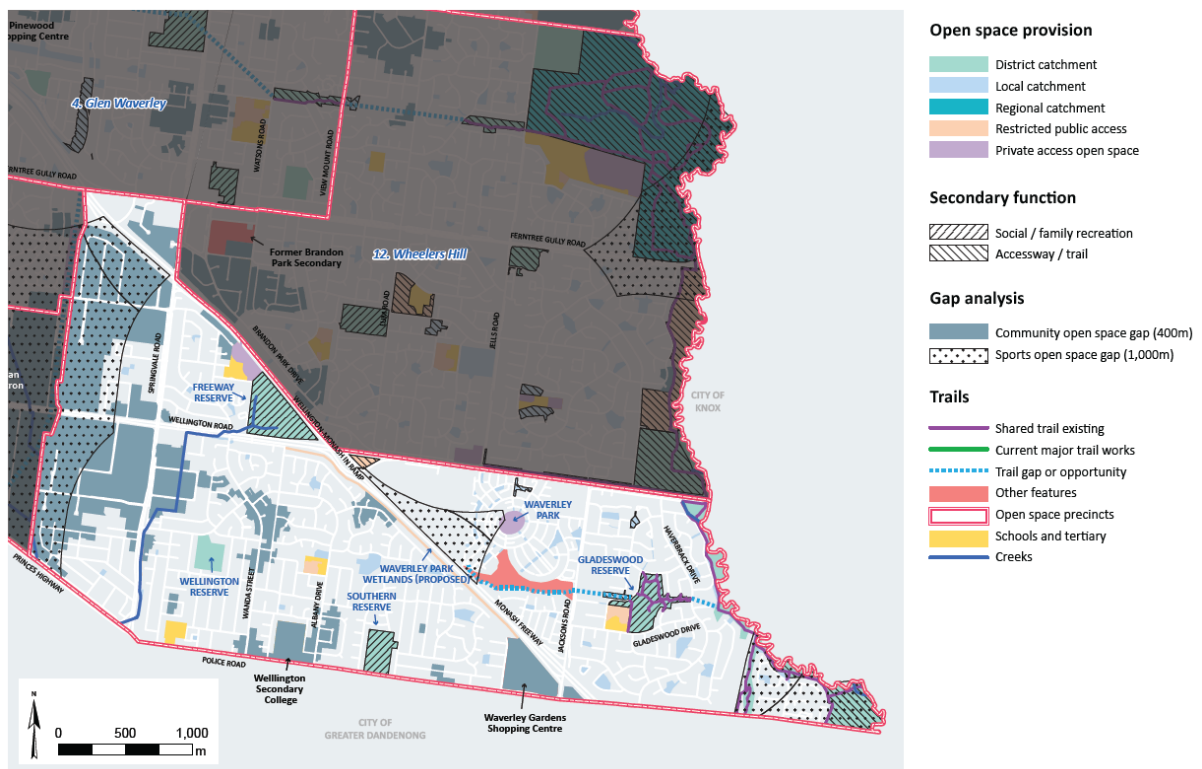 Pinewood
opping Centre
4. Glen Waverley
WATSONS ROAD
VIEW MOUNT ROAD
RNTREE GULLY ROAD
Former Brandon
Park Secondary
12. Wheelers Hill
FERNTREE GULLY ROAD
JELLS ROAD
BRANDON PARK DRIVE
SPRINGVALE ROAD
an
ron
FREEWAY
RESERVE
WELLINGTON ROAD
CITY OF
KNOX
WAVERLEY
PARK
HAVERBRACK DRIVE
PRINCES HIGHWAY
WELLINGTON
RESERVE
WANDA STREET
ALBANY DRIVE
WAVERLEY PARK
WETLANDS (PROPOSED)
SOUTHERN
RESERVE
GLADESWOOD
RESERVE
MONASH FREEWAY
JACKSONS ROAD
GLADESWOOD DRIVE
POLICE ROAD
Welllington
Secondary
College
CITY OF
GREATER DANDENONG
Waverley Gardens
Shopping Centre
N
0 500 1,000
m
Open space provision
District catchment
Local catchment
Regional catchment
Restricted public access
Private access open space
Secondary function
Social / family recreation
Accessway / trail
Gap analysis
Community open space gap (400m)
Sports open space gap (1,000m)
Trails
Shared trail existing
Current major trail works
Trail gap or opportunity
Other features
Open space precincts
Schools and tertiary
Creeks